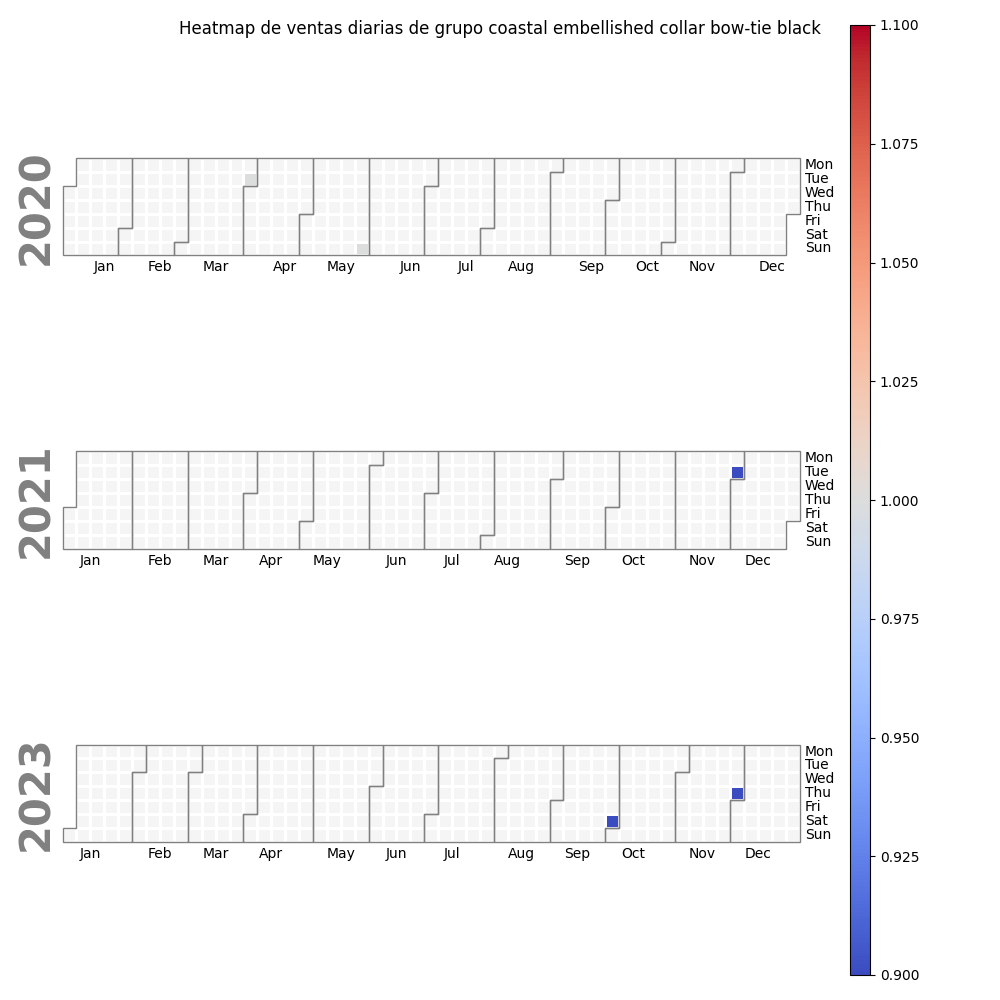 Heatmap de ventas diarias de grupo coastal embellished collar bow-tie black
2020
Mon
Tue
Wed
Thu
Fri
Sat
Sun
Jan Feb Mar Apr May Jun Jul Aug Sep Oct Nov Dec
2021
Mon
Tue
Wed
Thu
Fri
Sat
Sun
Jan Feb Mar Apr May Jun Jul Aug Sep Oct Nov Dec
2023
Mon
Tue
Wed
Thu
Fri
Sat
Sun
Jan Feb Mar Apr May Jun Jul Aug Sep Oct Nov Dec
1.100
1.075
1.050
1.025
1.000
0.975
0.950
0.925
0.900